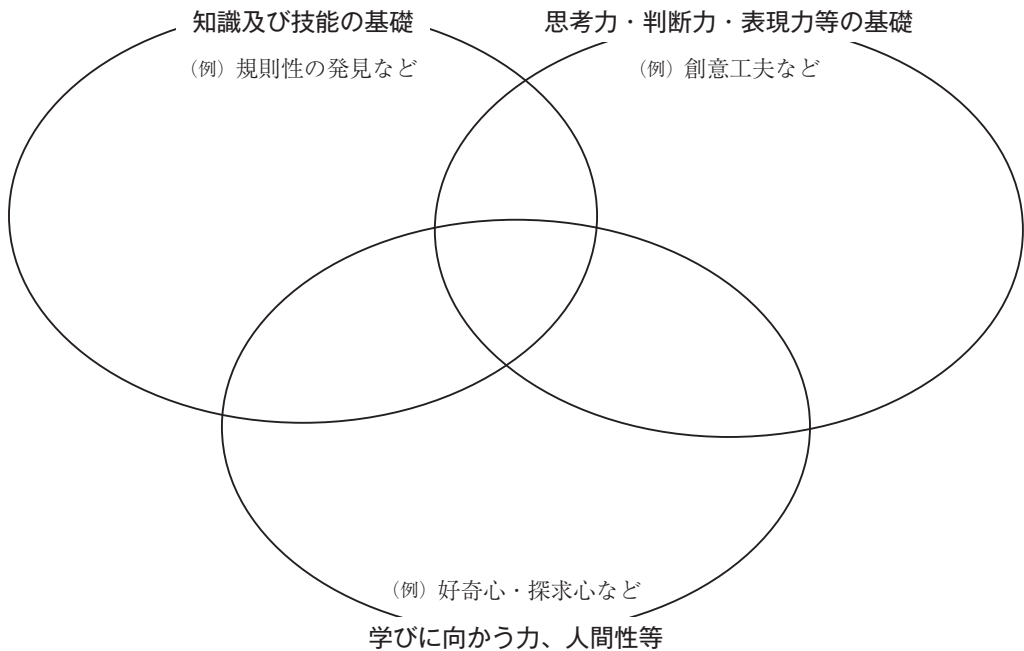 知識及び技能の基礎
（例）規則性の発見など
思考力・判断力・表現力等の基礎
（例）創意工夫など
（例）好奇心・探求心など
学びに向かう力、人間性等